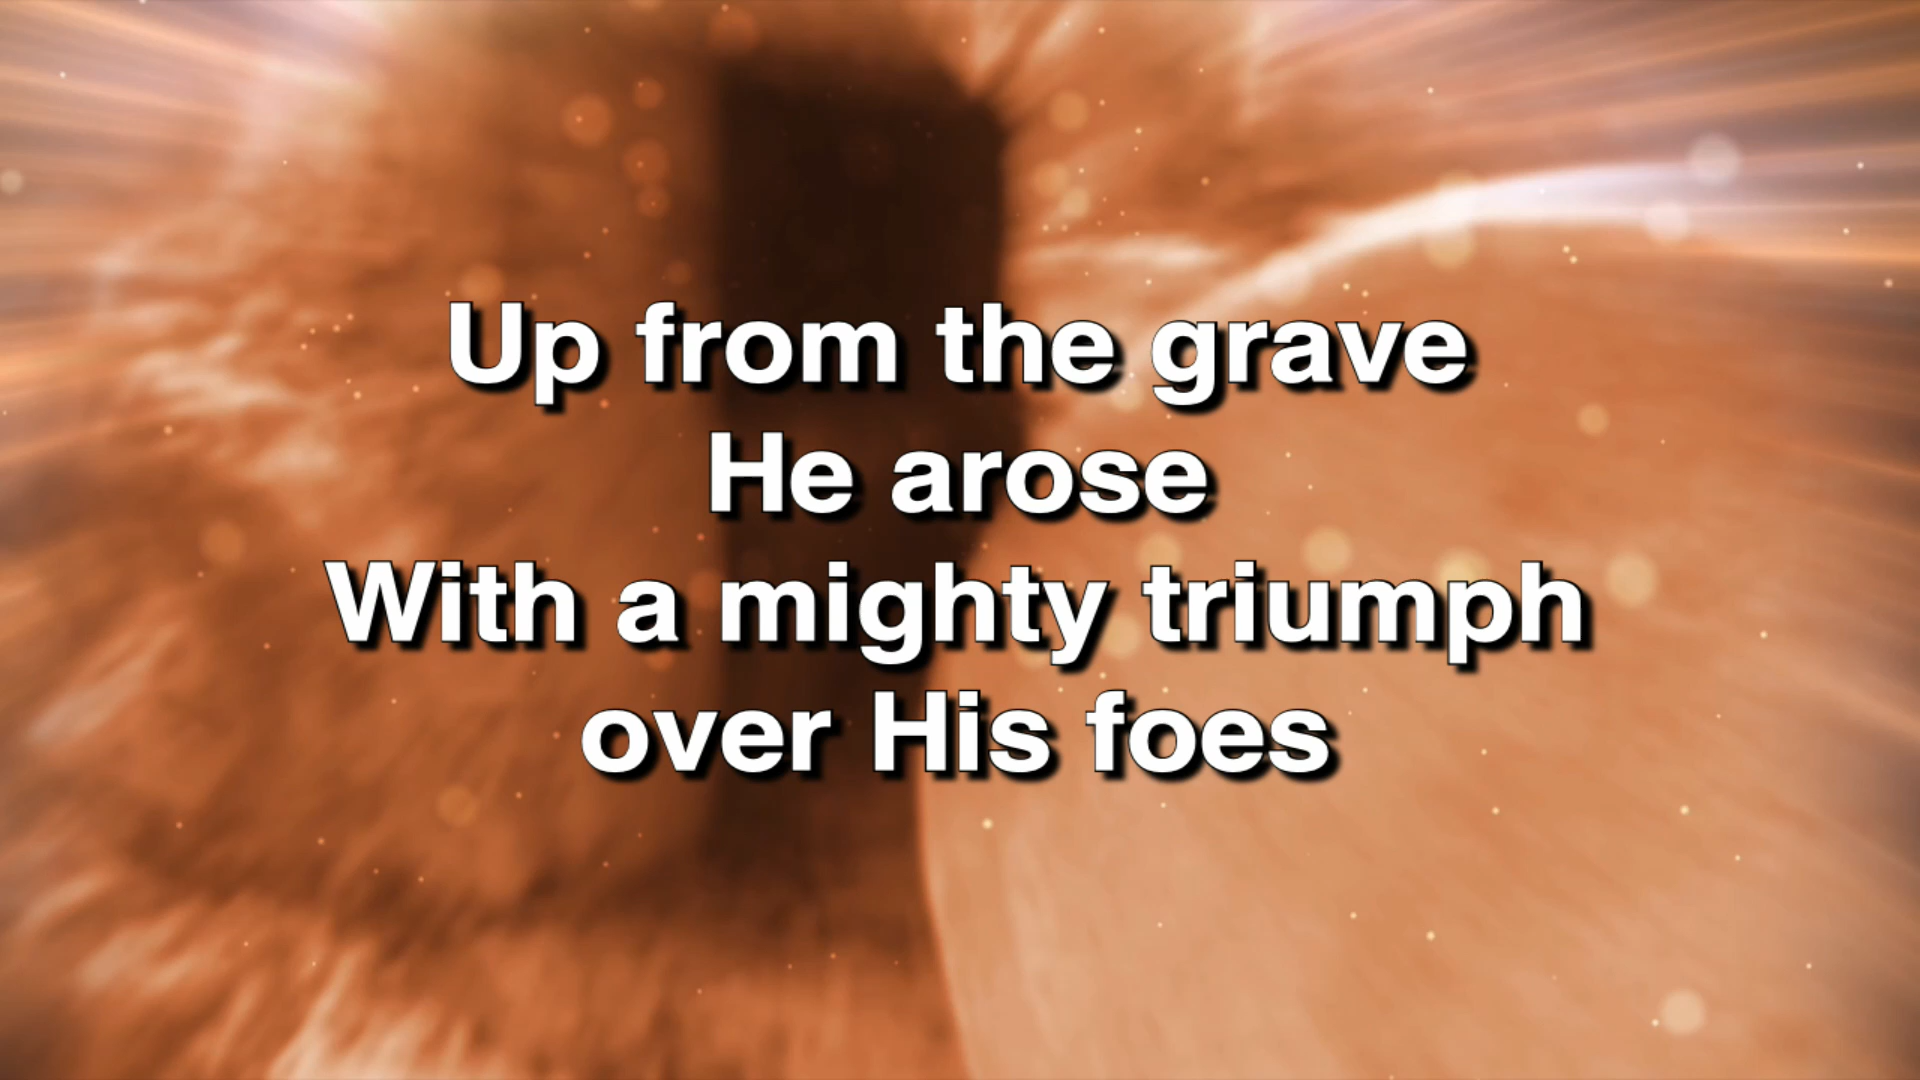 Up from the grave
He arose
With a mighty triumph
over His foes